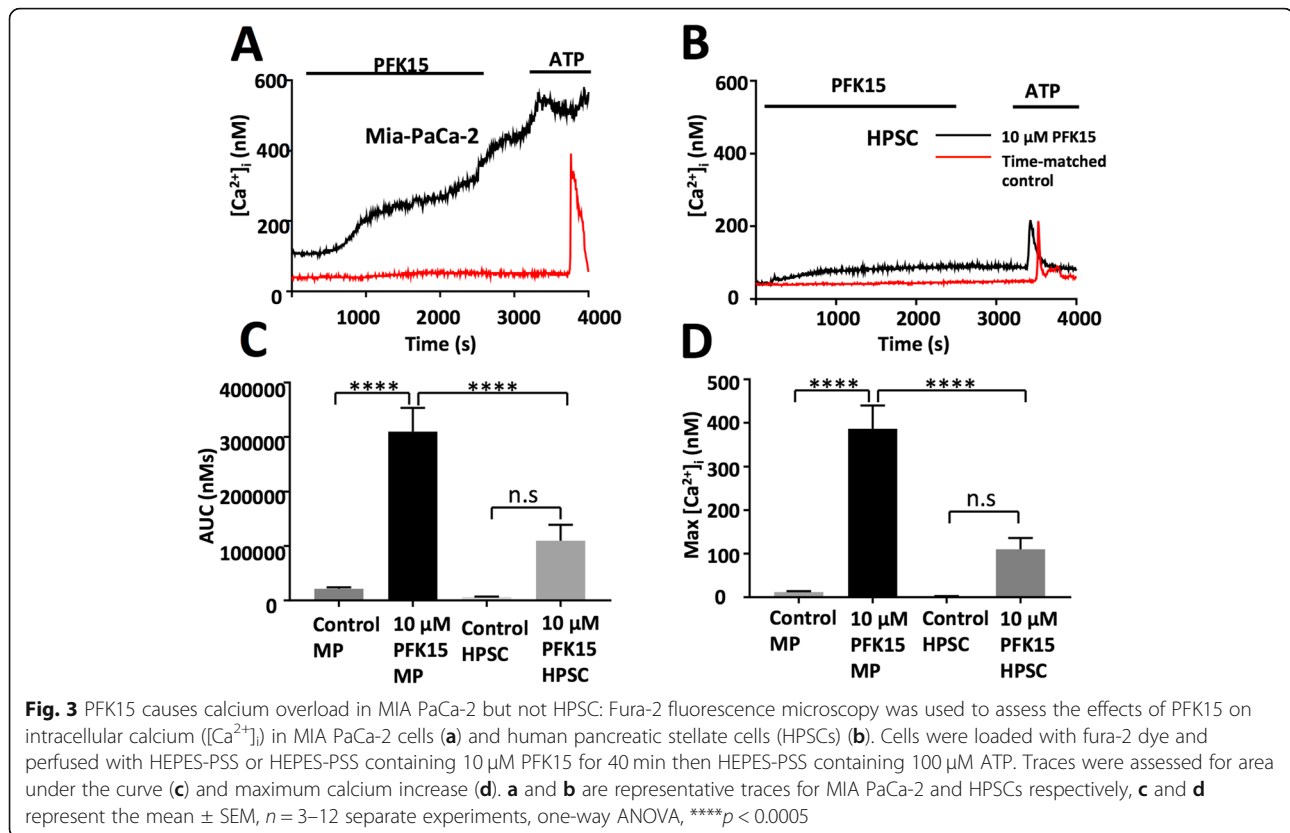 A
PFK15
ATP
600
400
200
0
[Ca²⁺]ᵢ (nM)
Mia-PaCa-2
1000
2000
3000
4000
Time (s)
B
PFK15
ATP
600
400
200
0
[Ca²⁺]ᵢ (nM)
HPSC
10 µM PFK15
Time-matched
control
1000
2000
3000
4000
Time (s)
C
400000
300000
200000
100000
0
AUC (nMs)
****
****
n.s
Control
MP
10 µM
PFK15
MP
Control
HPSC
10 µM
PFK15
HPSC
D
500
400
300
200
100
0
Max [Ca²⁺]ᵢ (nM)
****
****
n.s
Control
MP
10 µM
PFK15
MP
Control
HPSC
10 µM
PFK15
HPSC
Fig. 3 PFK15 causes calcium overload in MIA PaCa-2 but not HPSC: Fura-2 fluorescence microscopy was used to assess the effects of PFK15 on
intracellular calcium ([Ca²⁺]ᵢ) in MIA PaCa-2 cells (a) and human pancreatic stellate cells (HPSCs) (b). Cells were loaded with fura-2 dye and
perfused with HEPES-PSS or HEPES-PSS containing 10 µM PFK15 for 40 min then HEPES-PSS containing 100 µM ATP. Traces were assessed for area
under the curve (c) and maximum calcium increase (d). a and b are representative traces for MIA PaCa-2 and HPSCs respectively, c and d
represent the mean ± SEM, n = 3–12 separate experiments, one-way ANOVA, ****p < 0.0005